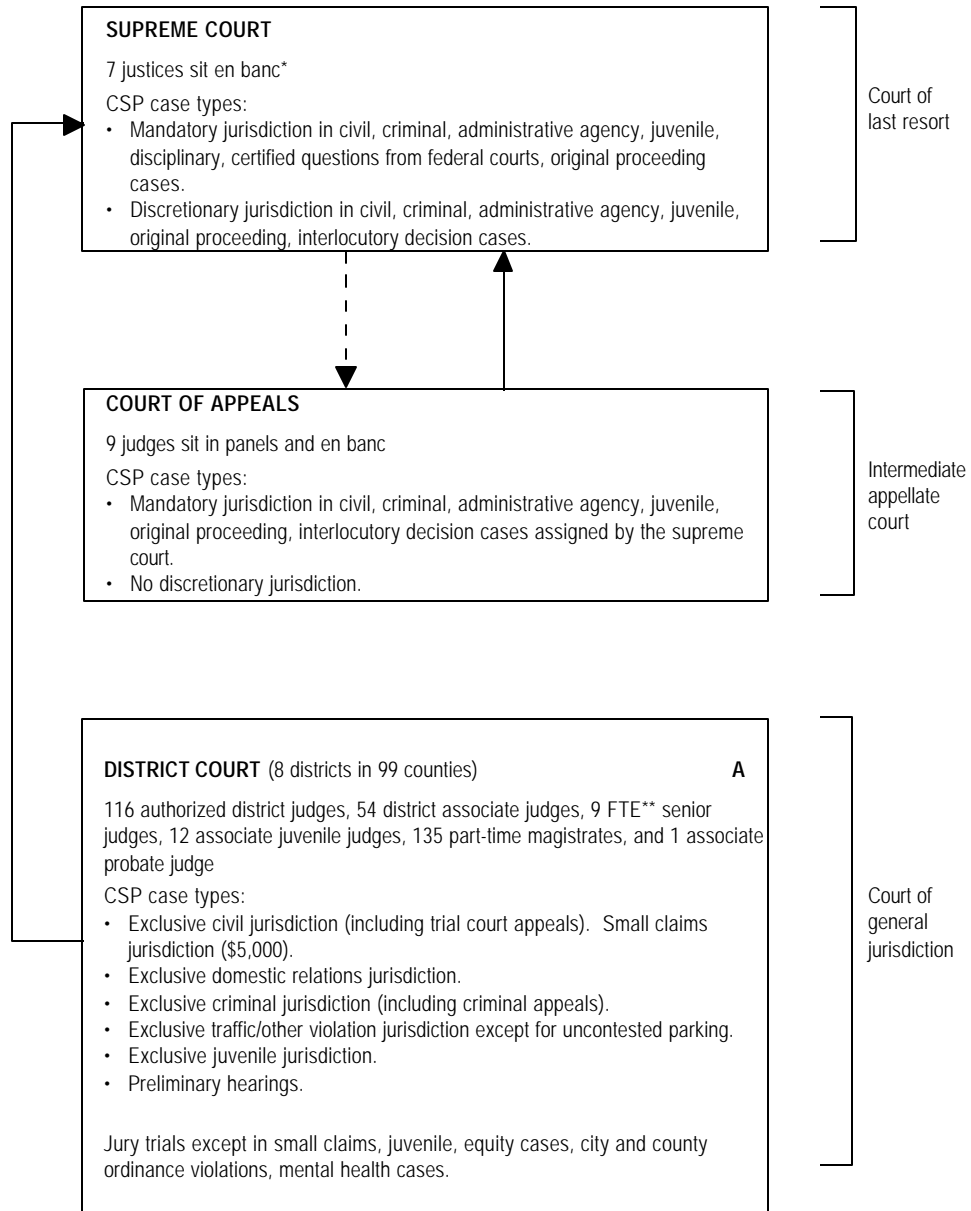 SUPREME COURT
7 justices sit en banc*
CSP case types:
• Mandatory jurisdiction in civil, criminal, administrative agency, juvenile,
disciplinary, certified questions from federal courts, original proceeding
cases.
• Discretionary jurisdiction in civil, criminal, administrative agency, juvenile,
original proceeding, interlocutory decision cases.
Court of
last resort
COURT OF APPEALS
9 judges sit in panels and en banc
CSP case types:
• Mandatory jurisdiction in civil, criminal, administrative agency, juvenile,
original proceeding, interlocutory decision cases assigned by the supreme
court.
• No discretionary jurisdiction.
Intermediate
appellate
court
DISTRICT COURT (8 districts in 99 counties) A
116 authorized district judges, 54 district associate judges, 9 FTE** senior
judges, 12 associate juvenile judges, 135 part-time magistrates, and 1 associate
probate judge
CSP case types:
• Exclusive civil jurisdiction (including trial court appeals). Small claims
jurisdiction ($5,000).
• Exclusive domestic relations jurisdiction.
• Exclusive criminal jurisdiction (including criminal appeals).
• Exclusive traffic/other violation jurisdiction except for uncontested parking.
• Exclusive juvenile jurisdiction.
• Preliminary hearings.
Jury trials except in small claims, juvenile, equity cases, city and county
ordinance violations, mental health cases.
Court of
general
jurisdiction